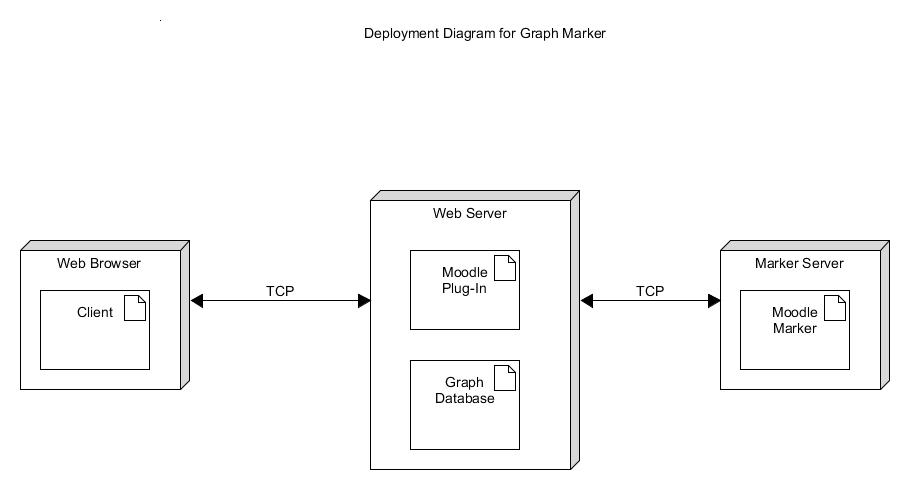 Deployment Diagram for Graph Marker
Web Browser
Client
TCP
Web Server
Moodle
Plug-In
Graph
Database
TCP
Marker Server
Moodle
Marker